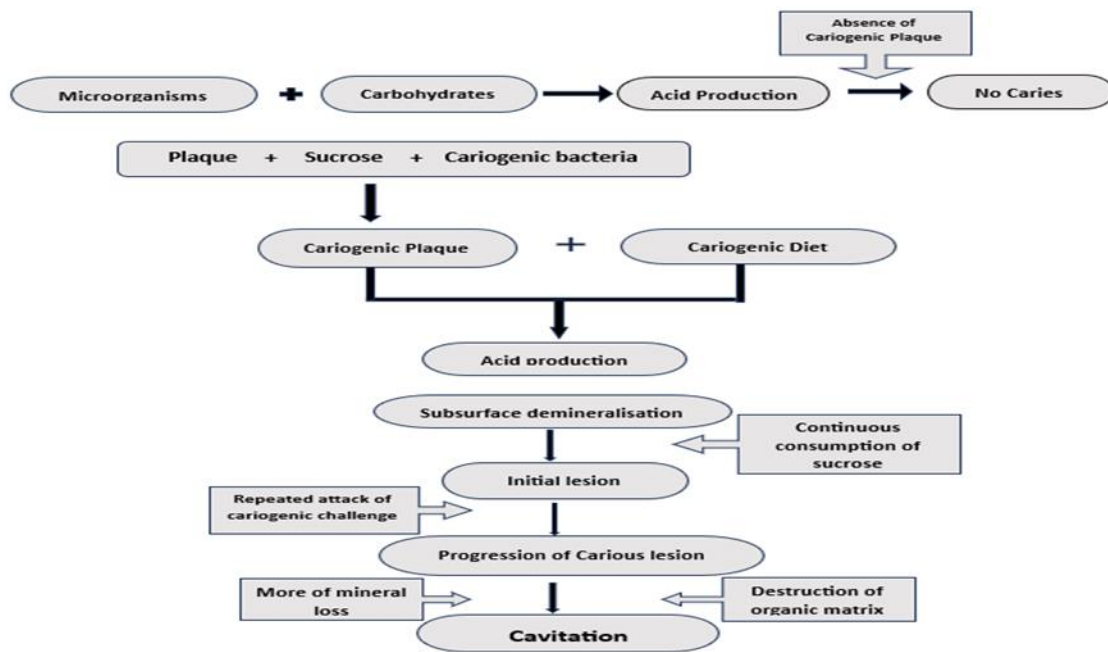 Absence of
Cariogenic Plaque
Microorganisms + Carbohydrates Acid Production No Caries
Plaque + Sucrose + Cariogenic bacteria
Cariogenic Plaque + Cariogenic Diet
Acid production
Subsurface demineralisation
Continuous
consumption of
sucrose
Initial lesion
Repeated attack of
cariogenic challenge
Progression of Carious lesion
More of mineral
loss
Destruction of
organic matrix
Cavitation